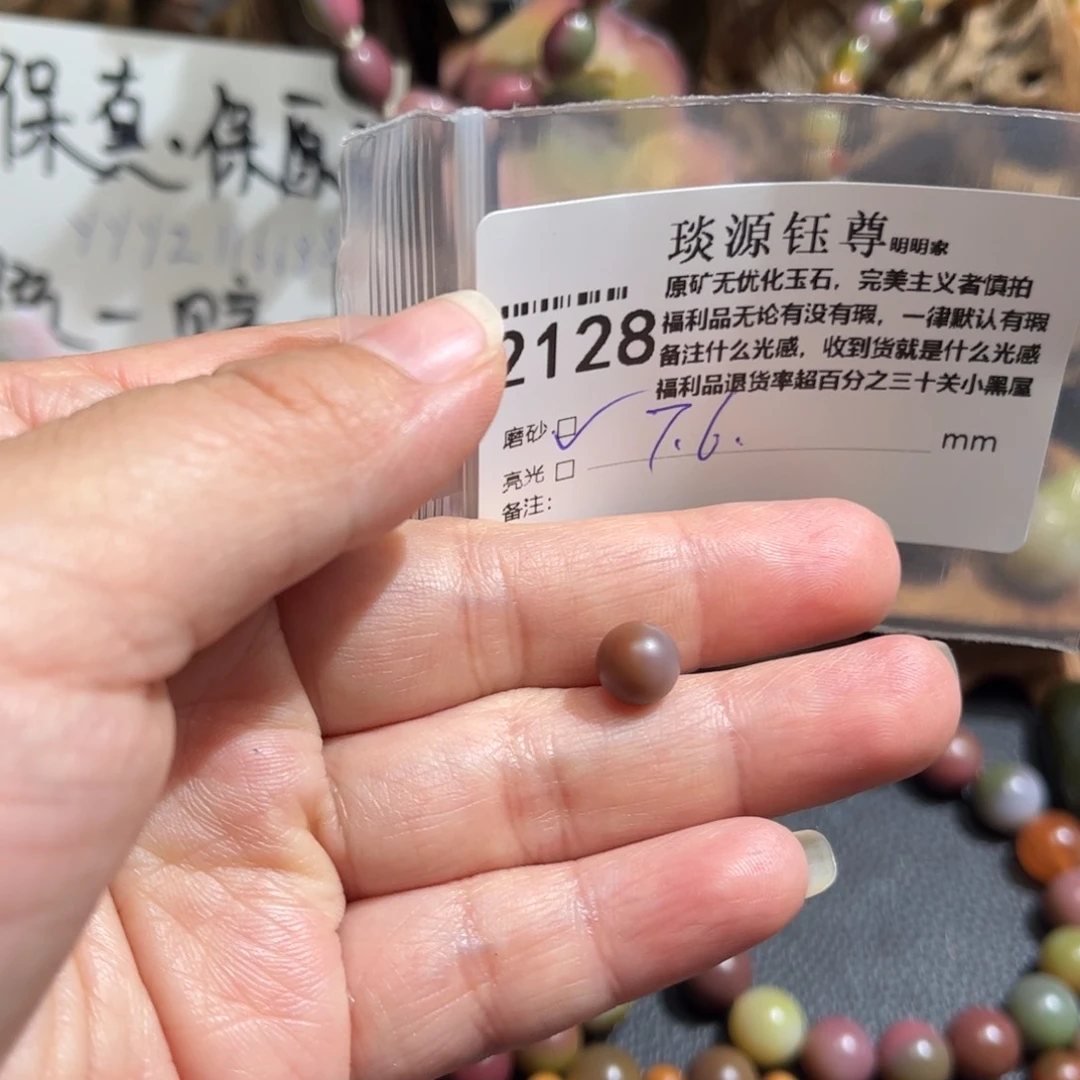 保真·保原
琰源钰尊明明家
原矿无优化玉石，完美主义者慎拍
2128
福利品无论有没有瑕，一律默认有瑕
备注什么光感，收到货就是什么光感
福利品退货率超百分之三十关小黑屋
磨砂 ☑ 7.6. mm
亮光 □
备注：